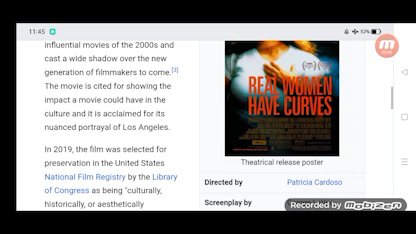 11:45
52%
influential movies of the 2000s and
cast a wide shadow over the new
generation of filmmakers to come.[3]
The movie is cited for showing the
impact a movie could have in the
culture and it is acclaimed for its
nuanced portrayal of Los Angeles.
In 2019, the film was selected for
preservation in the United States
National Film Registry by the Library
of Congress as being "culturally,
historically, or aesthetically
REAL WOMEN
HAVE CURVES
Theatrical release poster
Directed by Patricia Cardoso
Screenplay by
Recorded by Mobizen